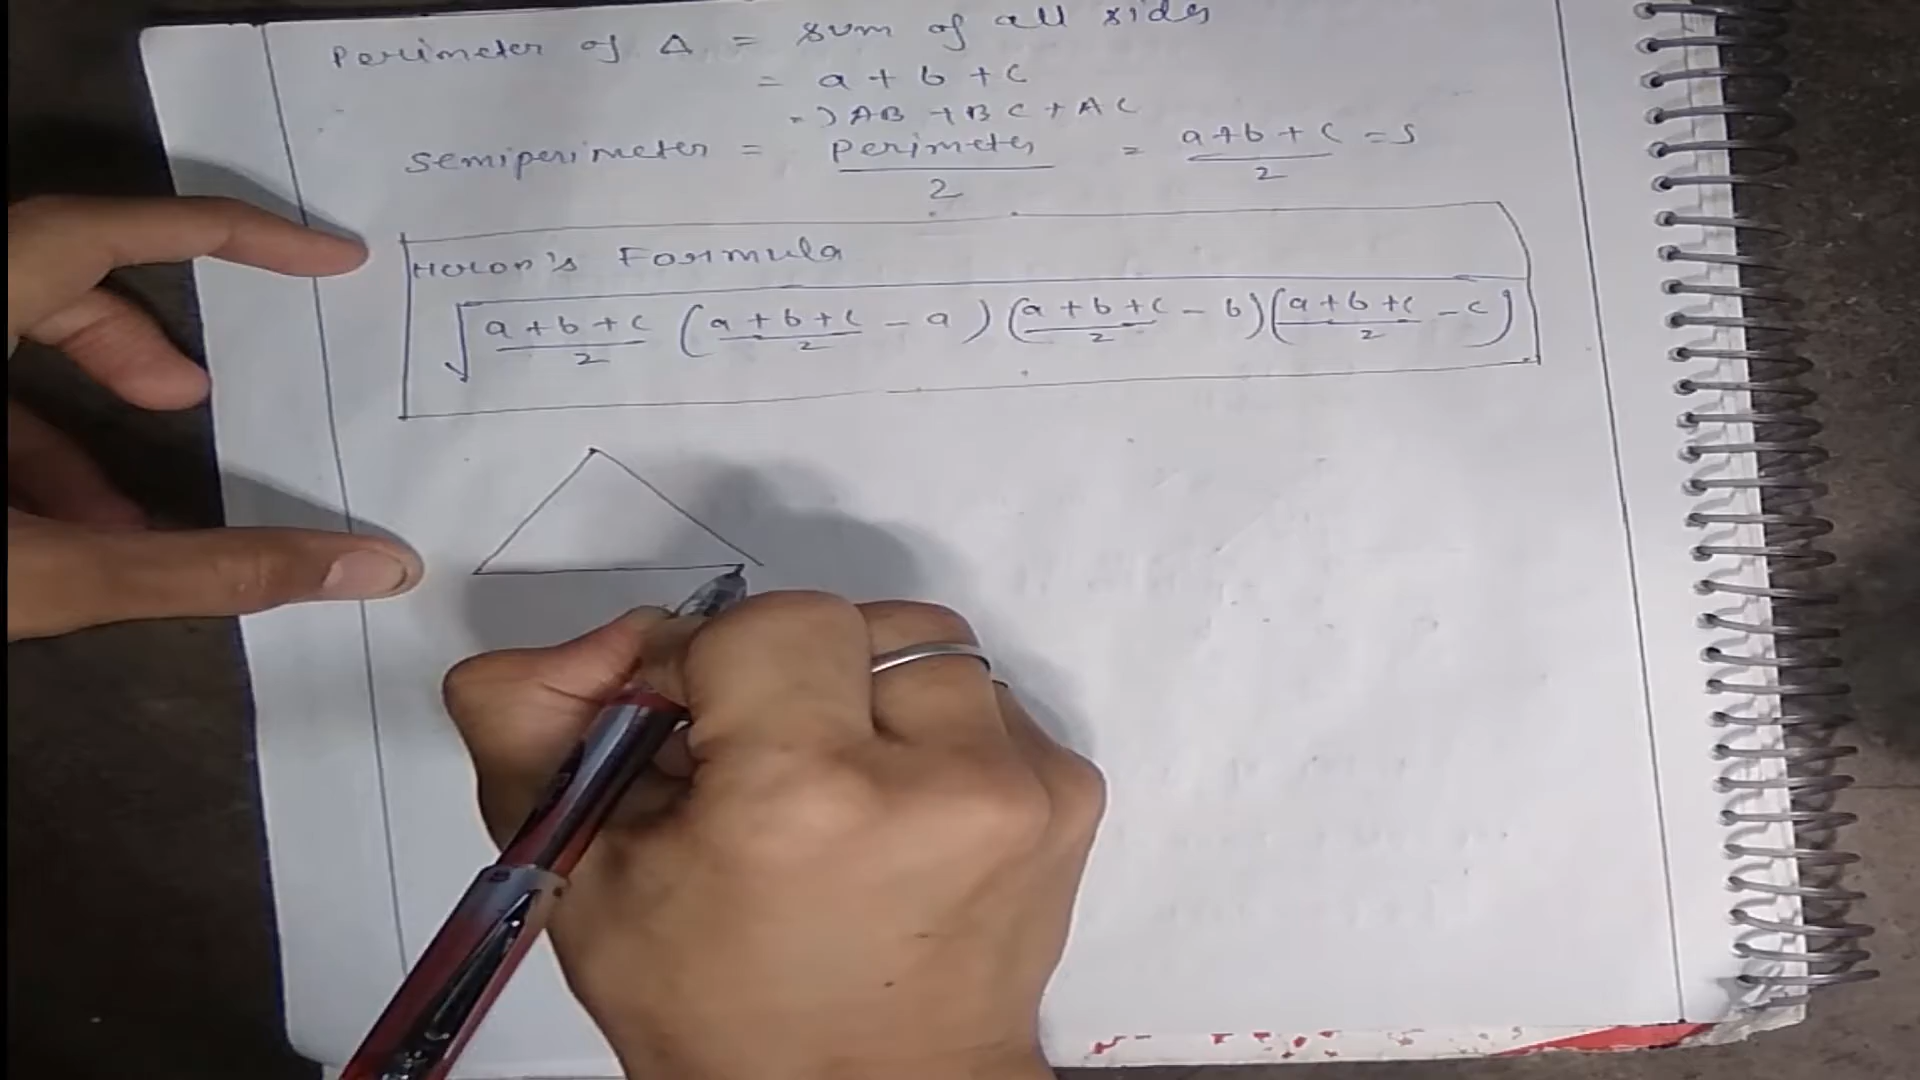 Perimeter of Δ = sum of all sides
= a + b + c
=) AB + BC + AC
semiperimeter = perimeter / 2 = a+b+c / 2 = S
Heron's Formula
√ a+b+c / 2 (a+b+c / 2 - a) (a+b+c / 2 - b) (a+b+c / 2 - c)